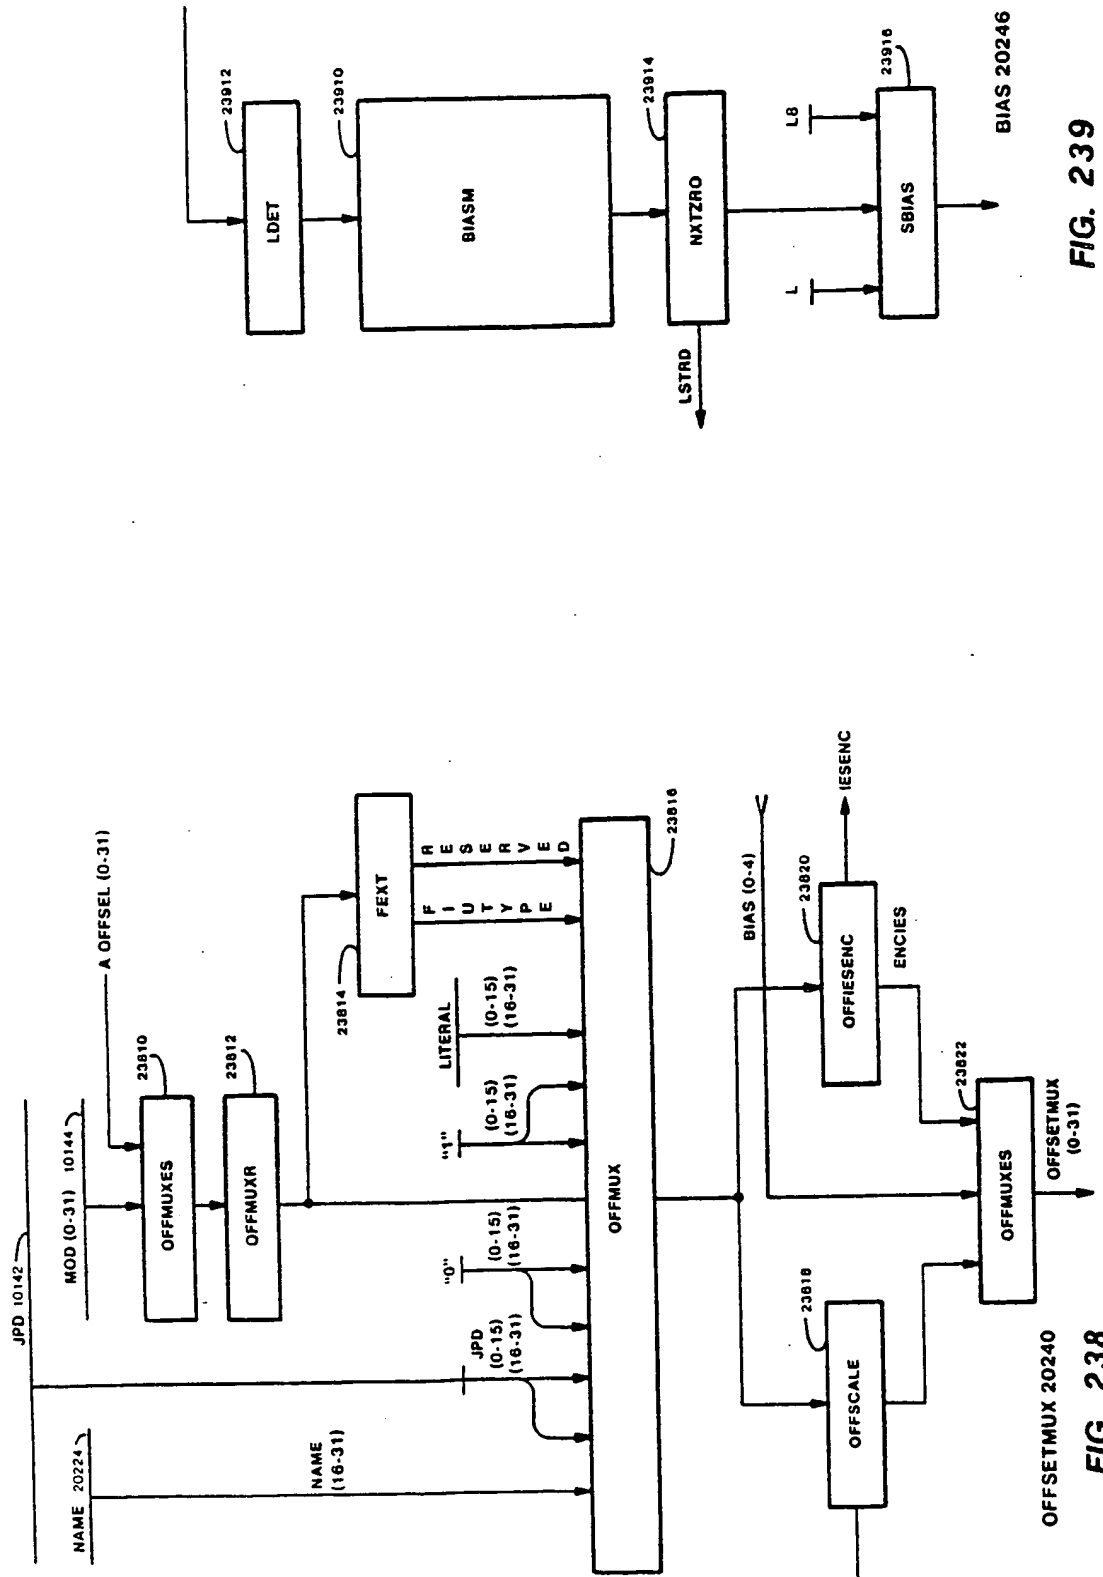 JPD 10142
NAME 20224
MOD (0-31) 10144
A OFFSEL (0-31)
23810
OFFMUXES
23812
OFFMUXR
23814
FEXT
NAME
(16-31)
JPD
(0-15)
(16-31)
"0"
(0-15)
(16-31)
"1"
(0-15)
(16-31)
LITERAL
(0-15)
(16-31)
FIUTYPE
RESERVED
OFFMUX
23816
BIAS (0-4)
23818
OFFSCALE
23820
OFFIESENC
IESENC
ENCIES
23822
OFFMUXES
OFFSETMUX
(0-31)
OFFSETMUX 20240
FIG. 238
23912
LDET
23910
BIASM
23914
NXTZRO
LSTRD
L
L8
23916
SBIAS
BIAS 20246
FIG. 239